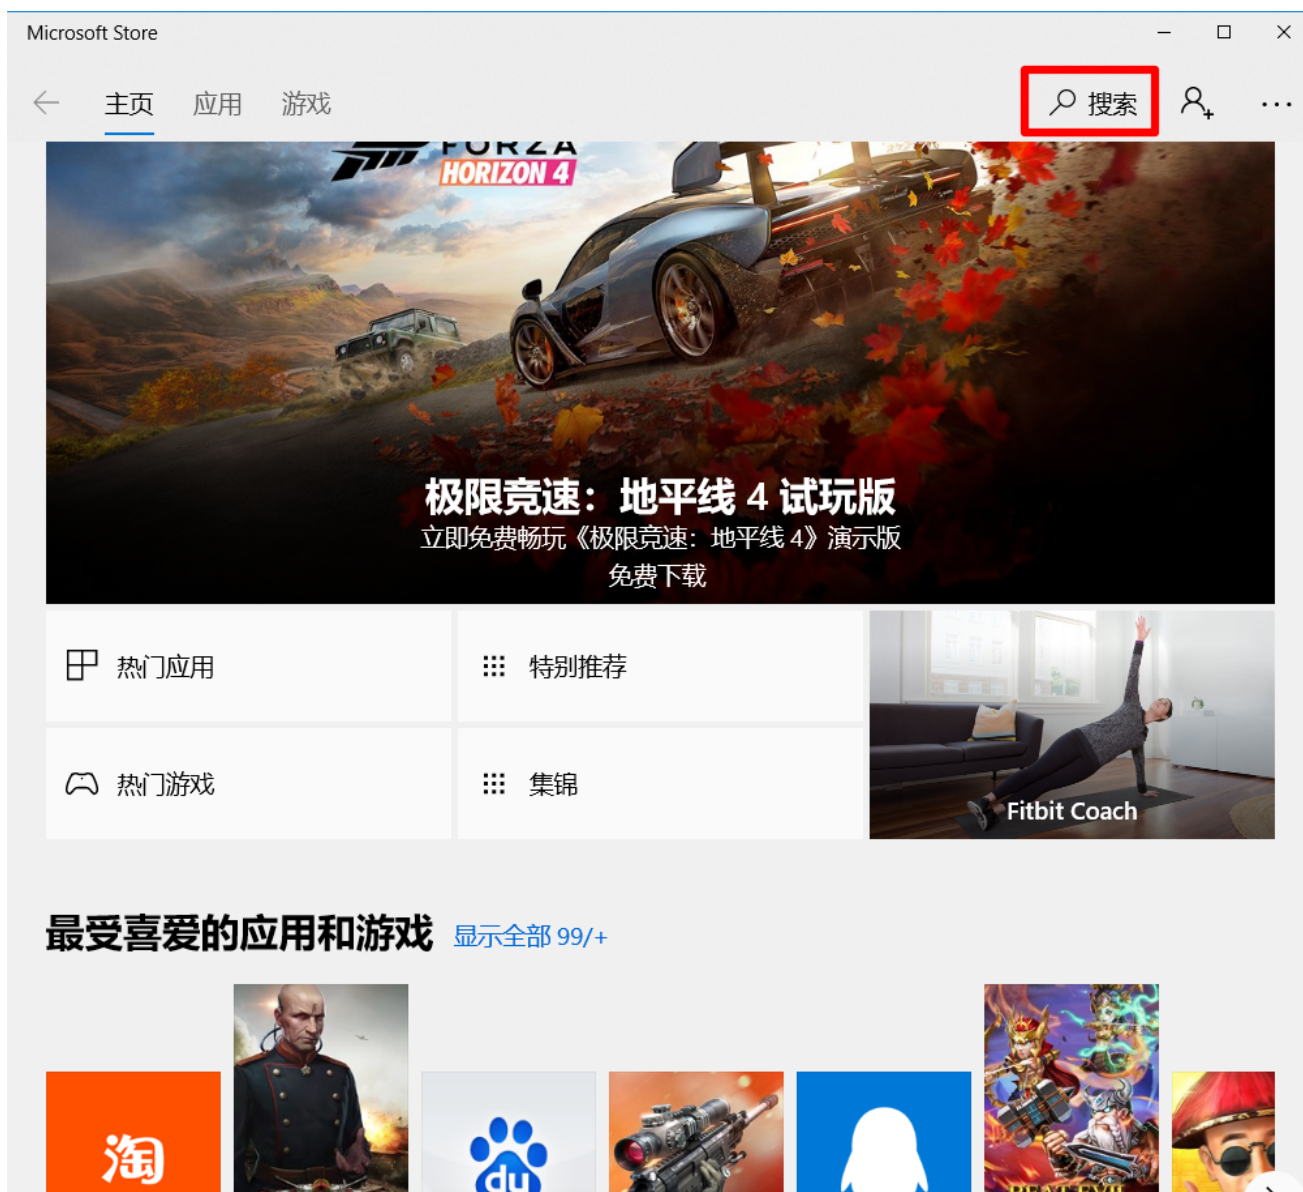 Microsoft Store
主页 应用 游戏 搜索
FORZA
HORIZON 4
极限竞速：地平线 4 试玩版
立即免费畅玩《极限竞速：地平线 4》演示版
免费下载
热门应用 特别推荐
热门游戏 集锦
Fitbit Coach
最受喜爱的应用和游戏 显示全部 99/+
淘
du